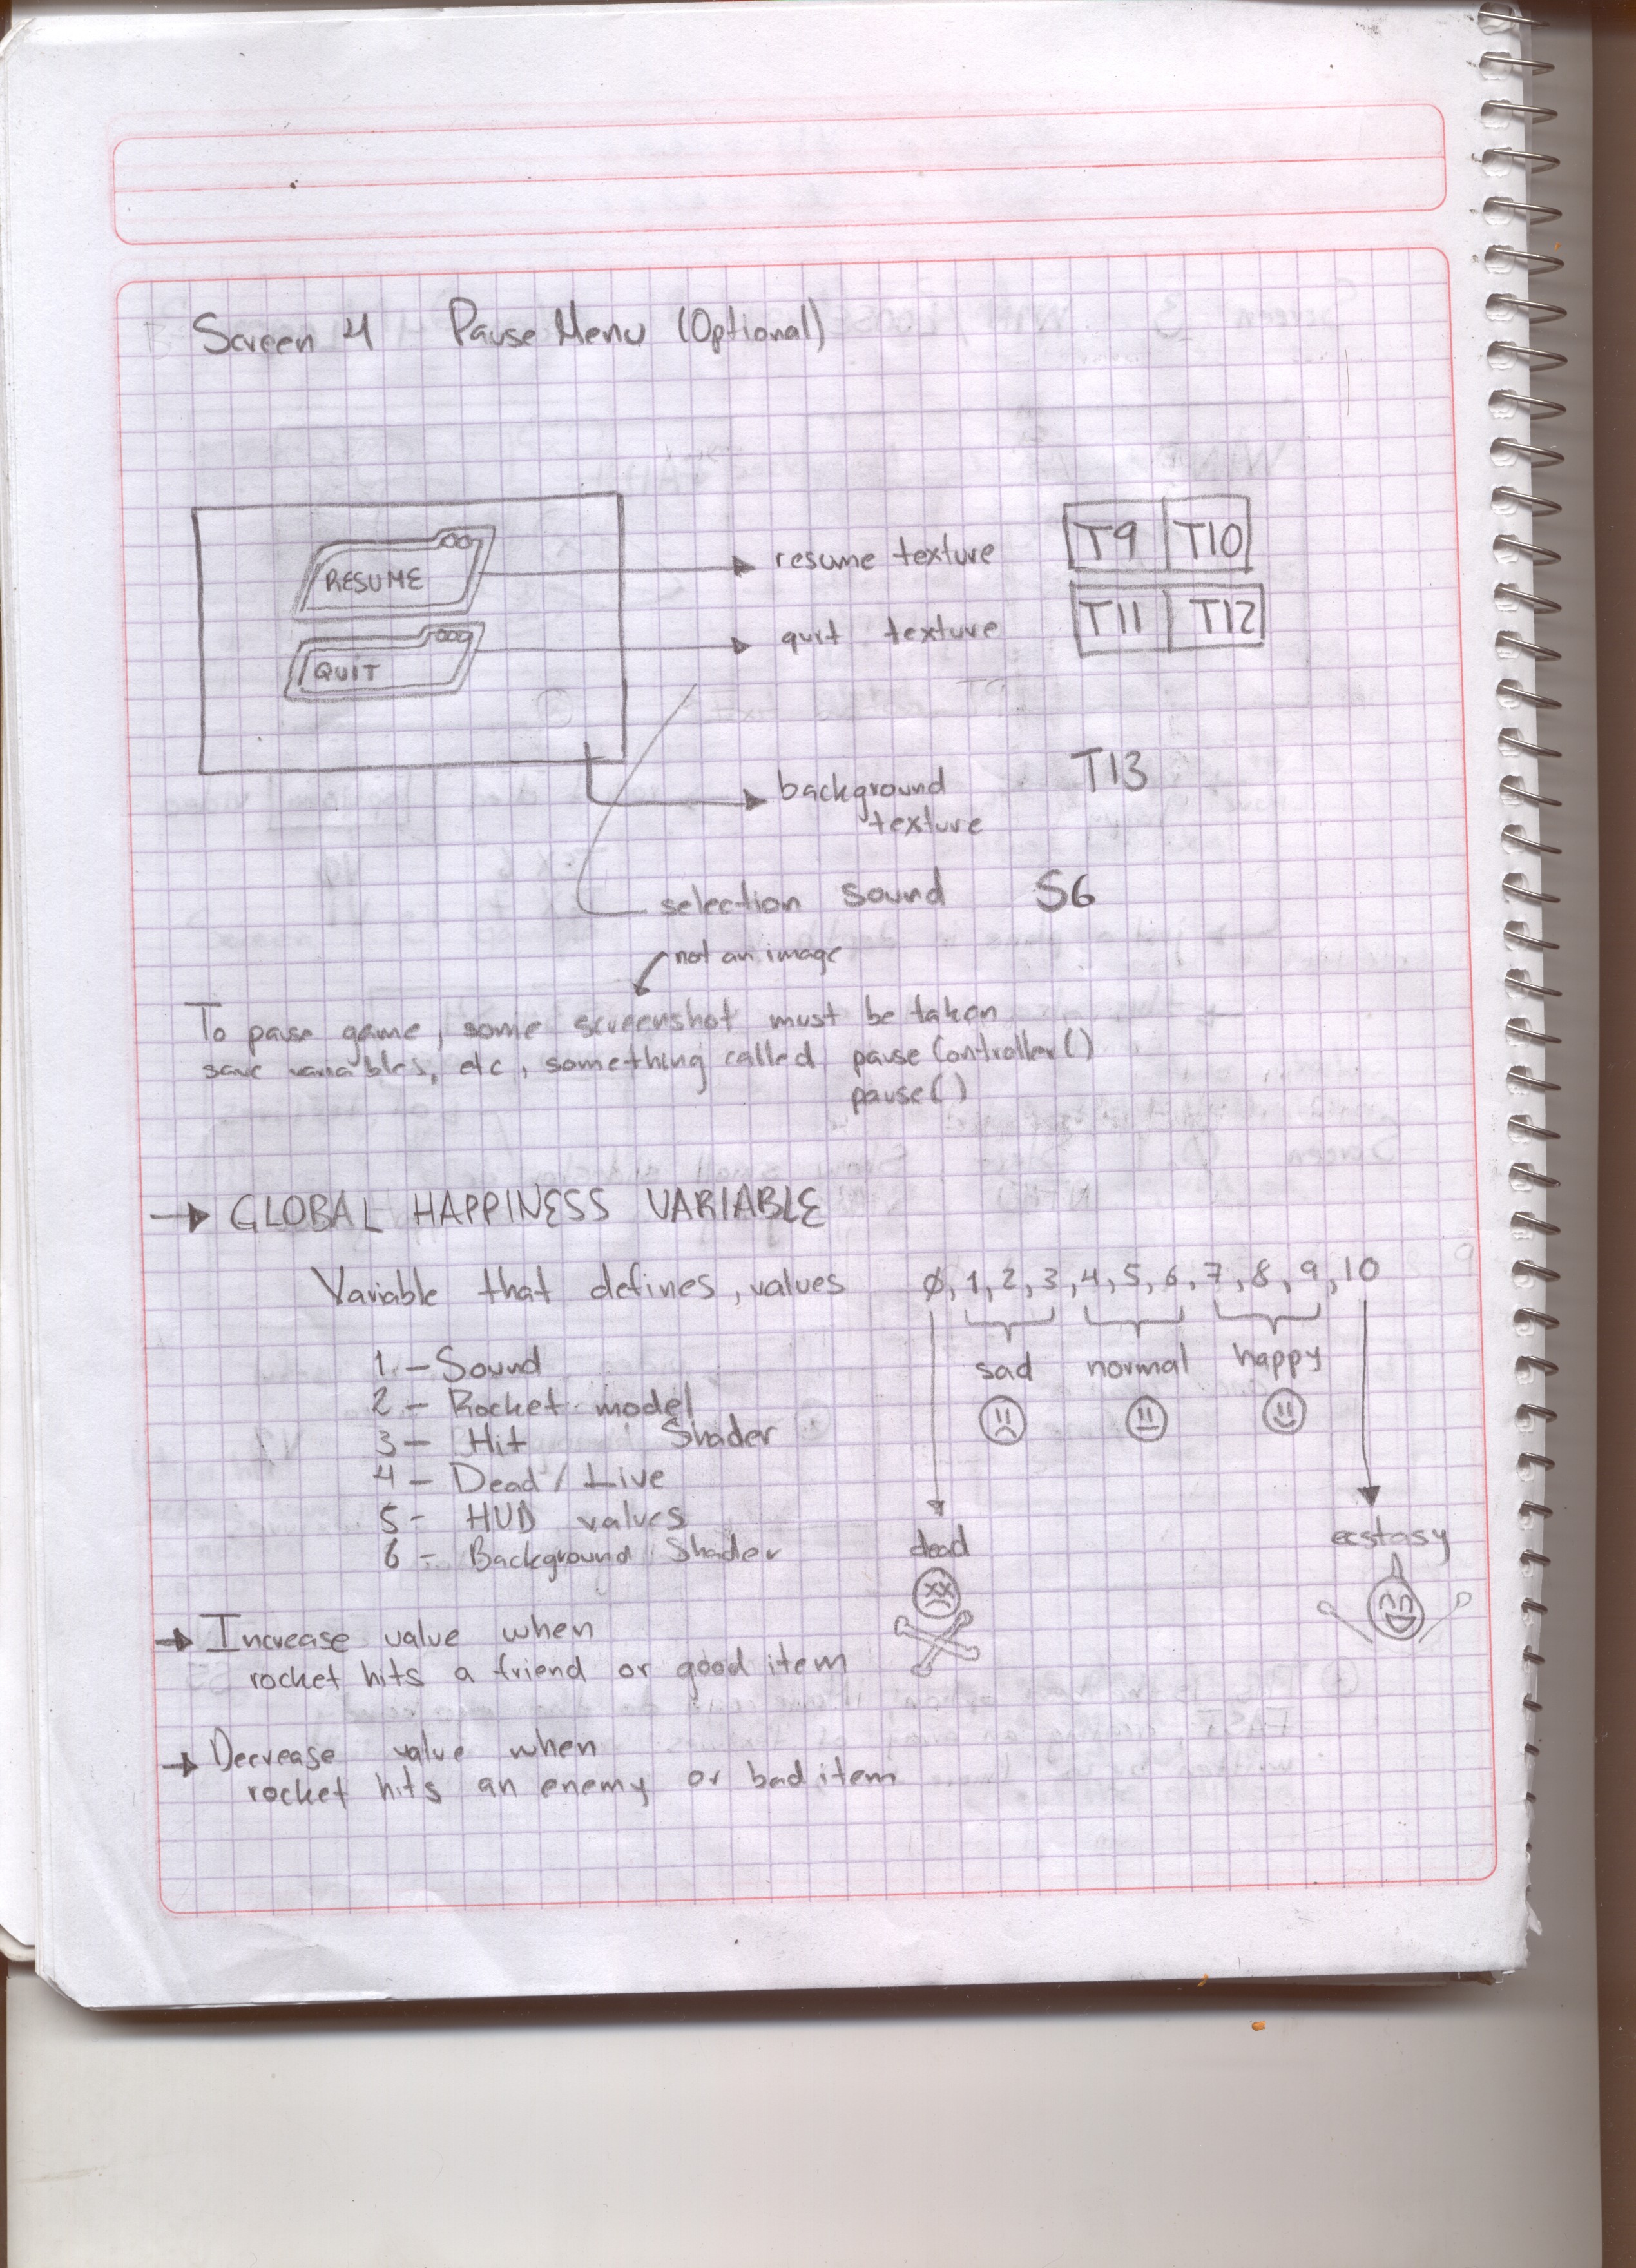 Screen 4 Pause Menu (Optional)
RESUME
resume texture T9 T10
QUIT
quit texture T11 T12
background T13
texture
selection sound S6
not an image
To pause game, some screenshot must be taken
save variables, etc, something called pause Controller()
pause()
GLOBAL HAPPINESS VARIABLE
Variable that defines, values 0, 1, 2, 3, 4, 5, 6, 7, 8, 9, 10
sad normal happy
1 - Sound
2 - Rocket model
3 - Hit Shader
4 - Dead / Live
5 - HUD values
6 - Background Shader
dead
ecstasy
Increase value when
rocket hits a friend or good item
Decrease value when
rocket hits an enemy or bad item